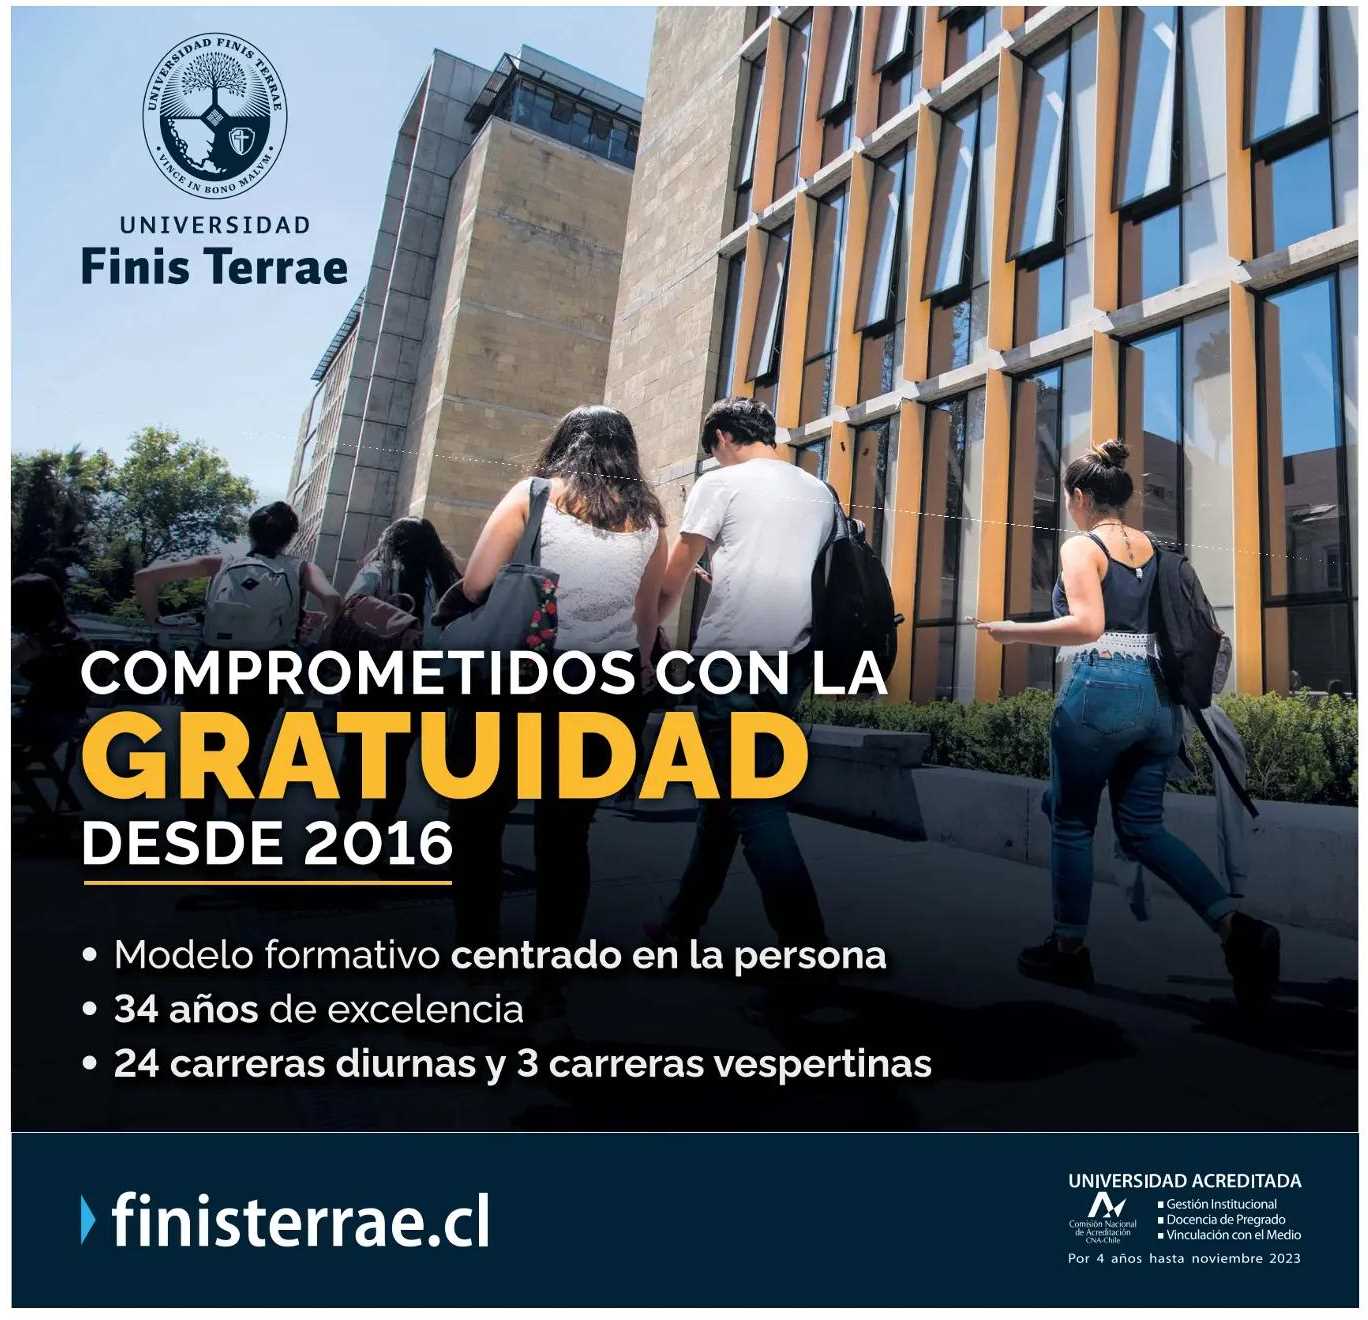 UNIVERSIDAD FINIS TERRAE
• VINCE IN BONO MALVM •
UNIVERSIDAD
Finis Terrae
COMPROMETIDOS CON LA
GRATUIDAD
DESDE 2016
• Modelo formativo centrado en la persona
• 34 años de excelencia
• 24 carreras diurnas y 3 carreras vespertinas
finisterrae.cl
UNIVERSIDAD ACREDITADA
Comisión Nacional
de Acreditación
CNA-Chile
▪ Gestión Institucional
▪ Docencia de Pregrado
▪ Vinculación con el Medio
Por 4 años hasta noviembre 2023